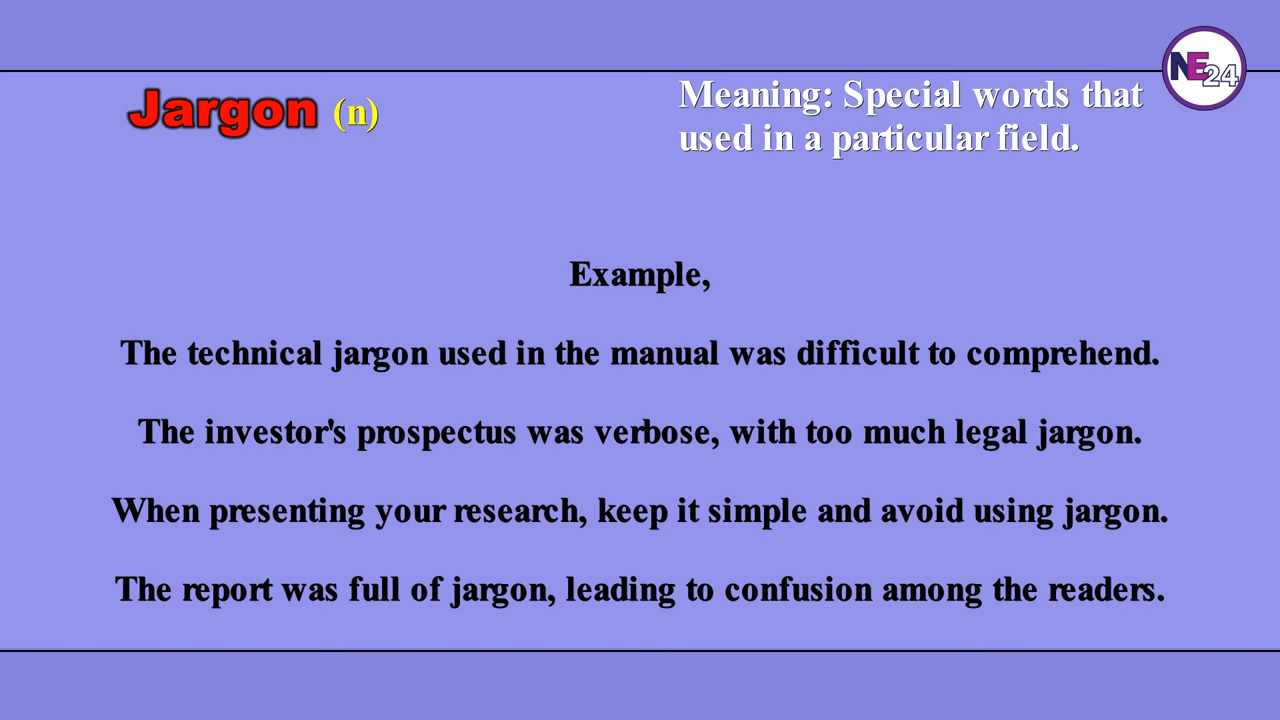 NE24
Jargon (n)
Meaning: Special words that
used in a particular field.
Example,
The technical jargon used in the manual was difficult to comprehend.
The investor's prospectus was verbose, with too much legal jargon.
When presenting your research, keep it simple and avoid using jargon.
The report was full of jargon, leading to confusion among the readers.